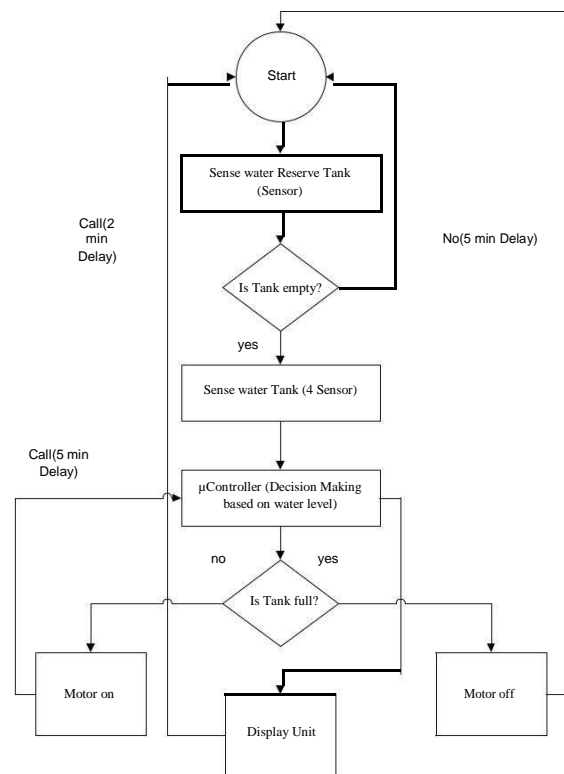 Start
Sense water Reserve Tank
(Sensor)
Call(2
min
Delay)
No(5 min Delay)
Is Tank empty?
yes
Sense water Tank (4 Sensor)
Call(5 min
Delay)
µController (Decision Making
based on water level)
no
yes
Is Tank full?
Motor on
Motor off
Display Unit